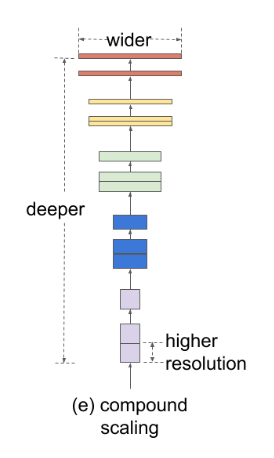 wider
deeper
higher
resolution
(e) compound
scaling